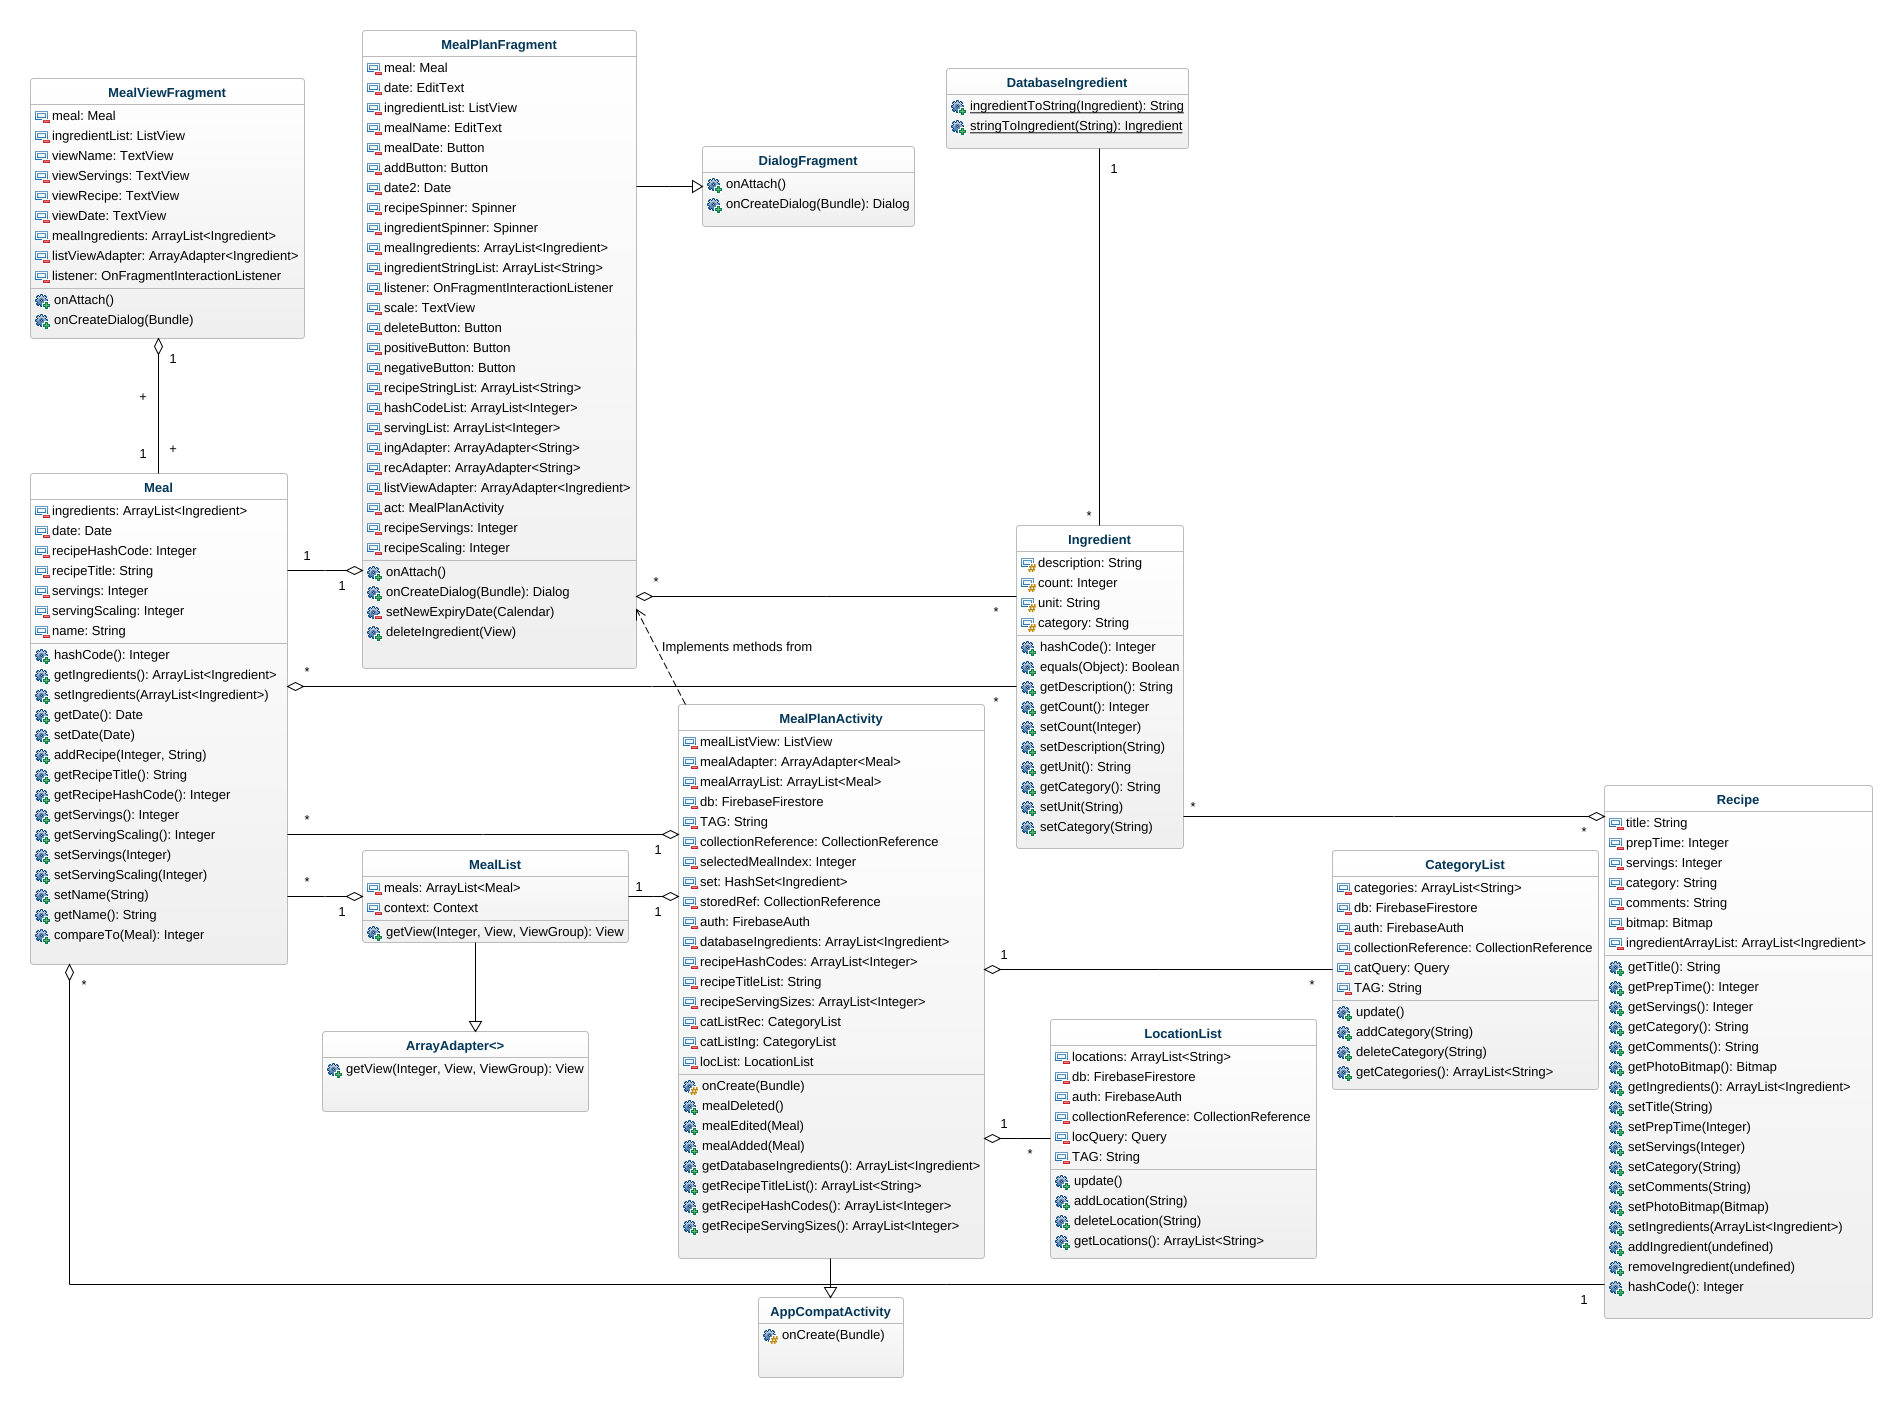 MealPlanFragment
meal: Meal
date: EditText
ingredientList: ListView
mealName: EditText
mealDate: Button
addButton: Button
date2: Date
recipeSpinner: Spinner
ingredientSpinner: Spinner
mealIngredients: ArrayList<Ingredient>
ingredientStringList: ArrayList<String>
listener: OnFragmentInteractionListener
scale: TextView
deleteButton: Button
positiveButton: Button
negativeButton: Button
recipeStringList: ArrayList<String>
hashCodeList: ArrayList<Integer>
servingList: ArrayList<Integer>
ingAdapter: ArrayAdapter<String>
recAdapter: ArrayAdapter<String>
listViewAdapter: ArrayAdapter<Ingredient>
act: MealPlanActivity
recipeServings: Integer
recipeScaling: Integer
onAttach()
onCreateDialog(Bundle): Dialog
setNewExpiryDate(Calendar)
deleteIngredient(View)
MealViewFragment
meal: Meal
ingredientList: ListView
viewName: TextView
viewServings: TextView
viewRecipe: TextView
viewDate: TextView
mealIngredients: ArrayList<Ingredient>
listViewAdapter: ArrayAdapter<Ingredient>
listener: OnFragmentInteractionListener
onAttach()
onCreateDialog(Bundle)
1
+
+
1
DialogFragment
onAttach()
onCreateDialog(Bundle): Dialog
DatabaseIngredient
ingredientToString(Ingredient): String
stringToIngredient(String): Ingredient
1
*
Meal
ingredients: ArrayList<Ingredient>
date: Date
recipeHashCode: Integer
recipeTitle: String
servings: Integer
servingScaling: Integer
name: String
hashCode(): Integer
getIngredients(): ArrayList<Ingredient>
setIngredients(ArrayList<Ingredient>)
getDate(): Date
setDate(Date)
addRecipe(Integer, String)
getRecipeTitle(): String
getRecipeHashCode(): Integer
getServings(): Integer
getServingScaling(): Integer
setServings(Integer)
setServingScaling(Integer)
setName(String)
getName(): String
compareTo(Meal): Integer
1
1
*
*
*
*
Implements methods from
*
1
*
1
1
1
*
Ingredient
description: String
count: Integer
unit: String
category: String
hashCode(): Integer
equals(Object): Boolean
getDescription(): String
getCount(): Integer
setCount(Integer)
setDescription(String)
getUnit(): String
getCategory(): String
setUnit(String)
setCategory(String)
*
*
MealPlanActivity
mealListView: ListView
mealAdapter: ArrayAdapter<Meal>
mealArrayList: ArrayList<Meal>
db: FirebaseFirestore
TAG: String
collectionReference: CollectionReference
selectedMealIndex: Integer
set: HashSet<Ingredient>
storedRef: CollectionReference
auth: FirebaseAuth
databaseIngredients: ArrayList<Ingredient>
recipeHashCodes: ArrayList<Integer>
recipeTitleList: String
recipeServingSizes: ArrayList<Integer>
catListRec: CategoryList
catListIng: CategoryList
locList: LocationList
onCreate(Bundle)
mealDeleted()
mealEdited(Meal)
mealAdded(Meal)
getDatabaseIngredients(): ArrayList<Ingredient>
getRecipeTitleList(): ArrayList<String>
getRecipeHashCodes(): ArrayList<Integer>
getRecipeServingSizes(): ArrayList<Integer>
MealList
meals: ArrayList<Meal>
context: Context
getView(Integer, View, ViewGroup): View
ArrayAdapter<>
getView(Integer, View, ViewGroup): View
1
*
1
*
CategoryList
categories: ArrayList<String>
db: FirebaseFirestore
auth: FirebaseAuth
collectionReference: CollectionReference
catQuery: Query
TAG: String
update()
addCategory(String)
deleteCategory(String)
getCategories(): ArrayList<String>
LocationList
locations: ArrayList<String>
db: FirebaseFirestore
auth: FirebaseAuth
collectionReference: CollectionReference
locQuery: Query
TAG: String
update()
addLocation(String)
deleteLocation(String)
getLocations(): ArrayList<String>
Recipe
title: String
prepTime: Integer
servings: Integer
category: String
comments: String
bitmap: Bitmap
ingredientArrayList: ArrayList<Ingredient>
getTitle(): String
getPrepTime(): Integer
getServings(): Integer
getCategory(): String
getComments(): String
getPhotoBitmap(): Bitmap
getIngredients(): ArrayList<Ingredient>
setTitle(String)
setPrepTime(Integer)
setServings(Integer)
setCategory(String)
setComments(String)
setPhotoBitmap(Bitmap)
setIngredients(ArrayList<Ingredient>)
addIngredient(undefined)
removeIngredient(undefined)
hashCode(): Integer
1
AppCompatActivity
onCreate(Bundle)